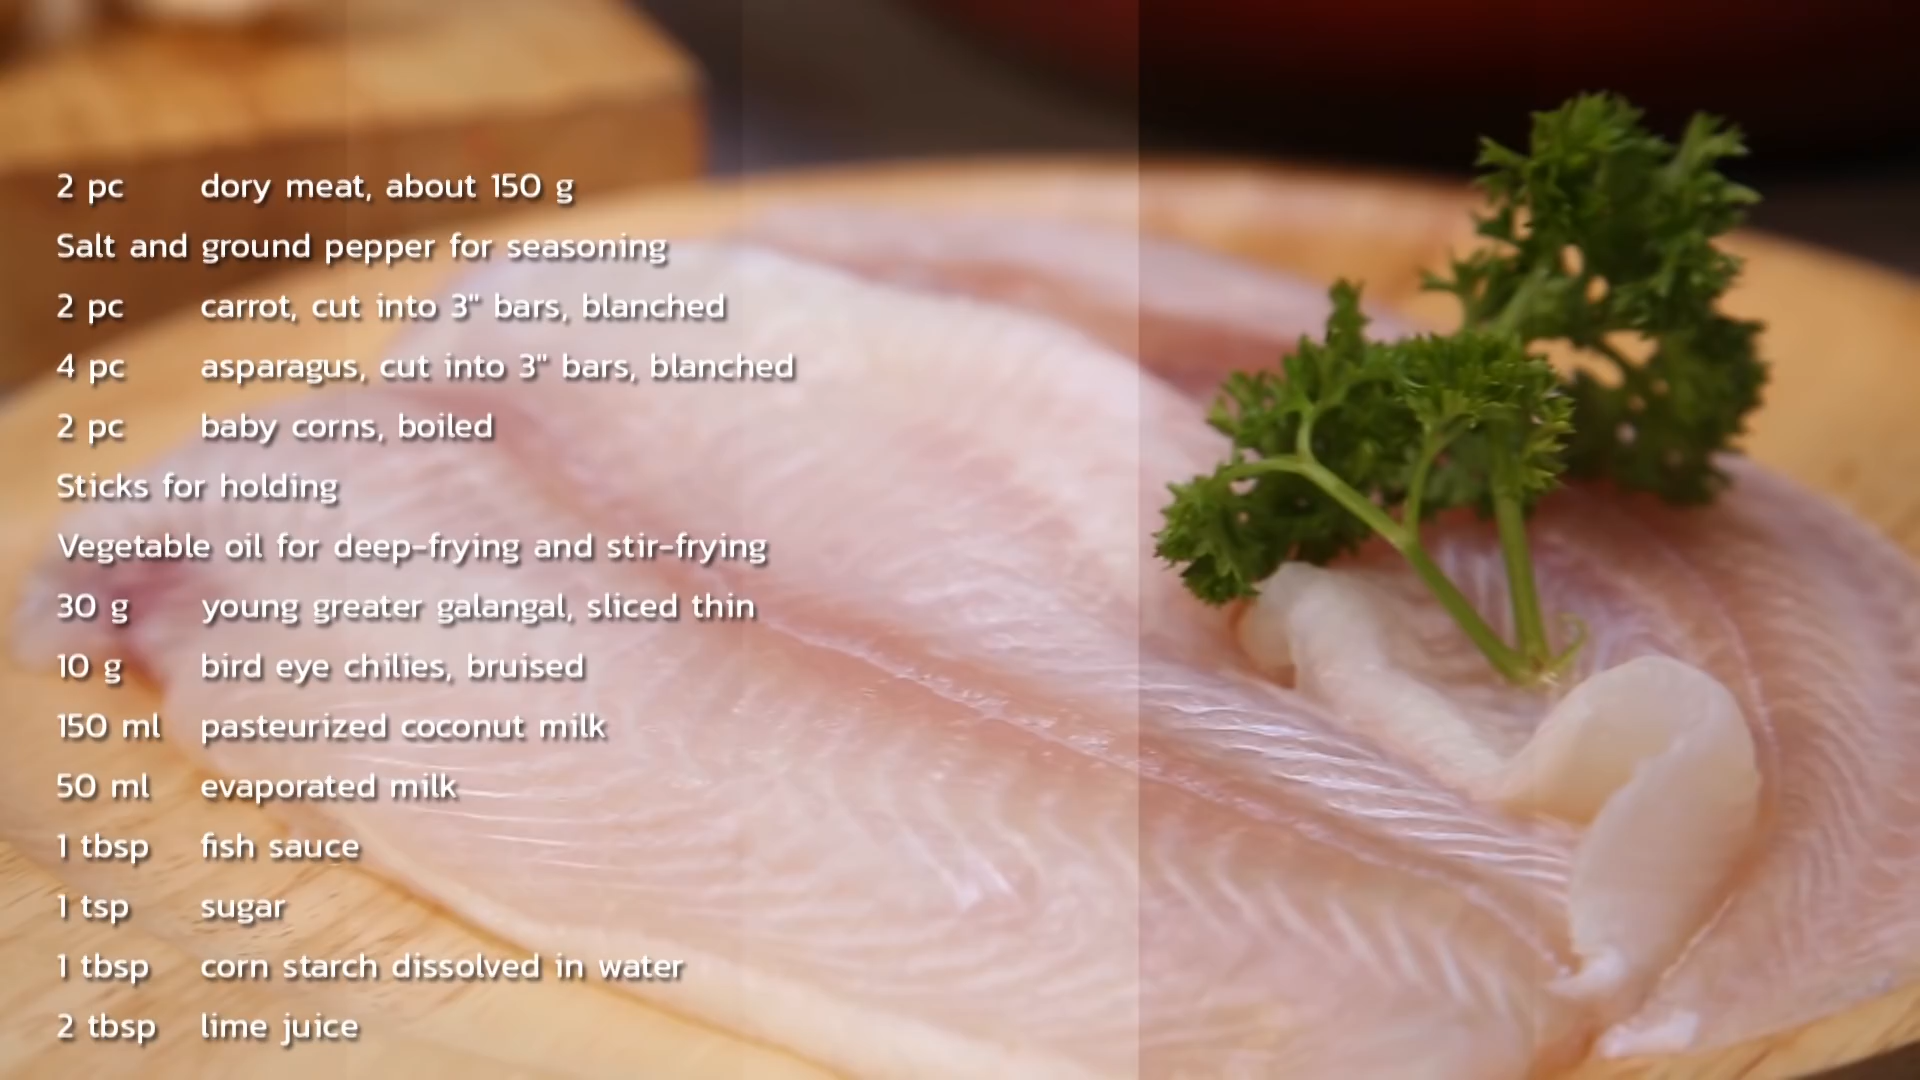 2 pc dory meat, about 150 g
Salt and ground pepper for seasoning
2 pc carrot, cut into 3" bars, blanched
4 pc asparagus, cut into 3" bars, blanched
2 pc baby corns, boiled
Sticks for holding
Vegetable oil for deep-frying and stir-frying
30 g young greater galangal, sliced thin
10 g bird eye chilies, bruised
150 ml pasteurized coconut milk
50 ml evaporated milk
1 tbsp fish sauce
1 tsp sugar
1 tbsp corn starch dissolved in water
2 tbsp lime juice